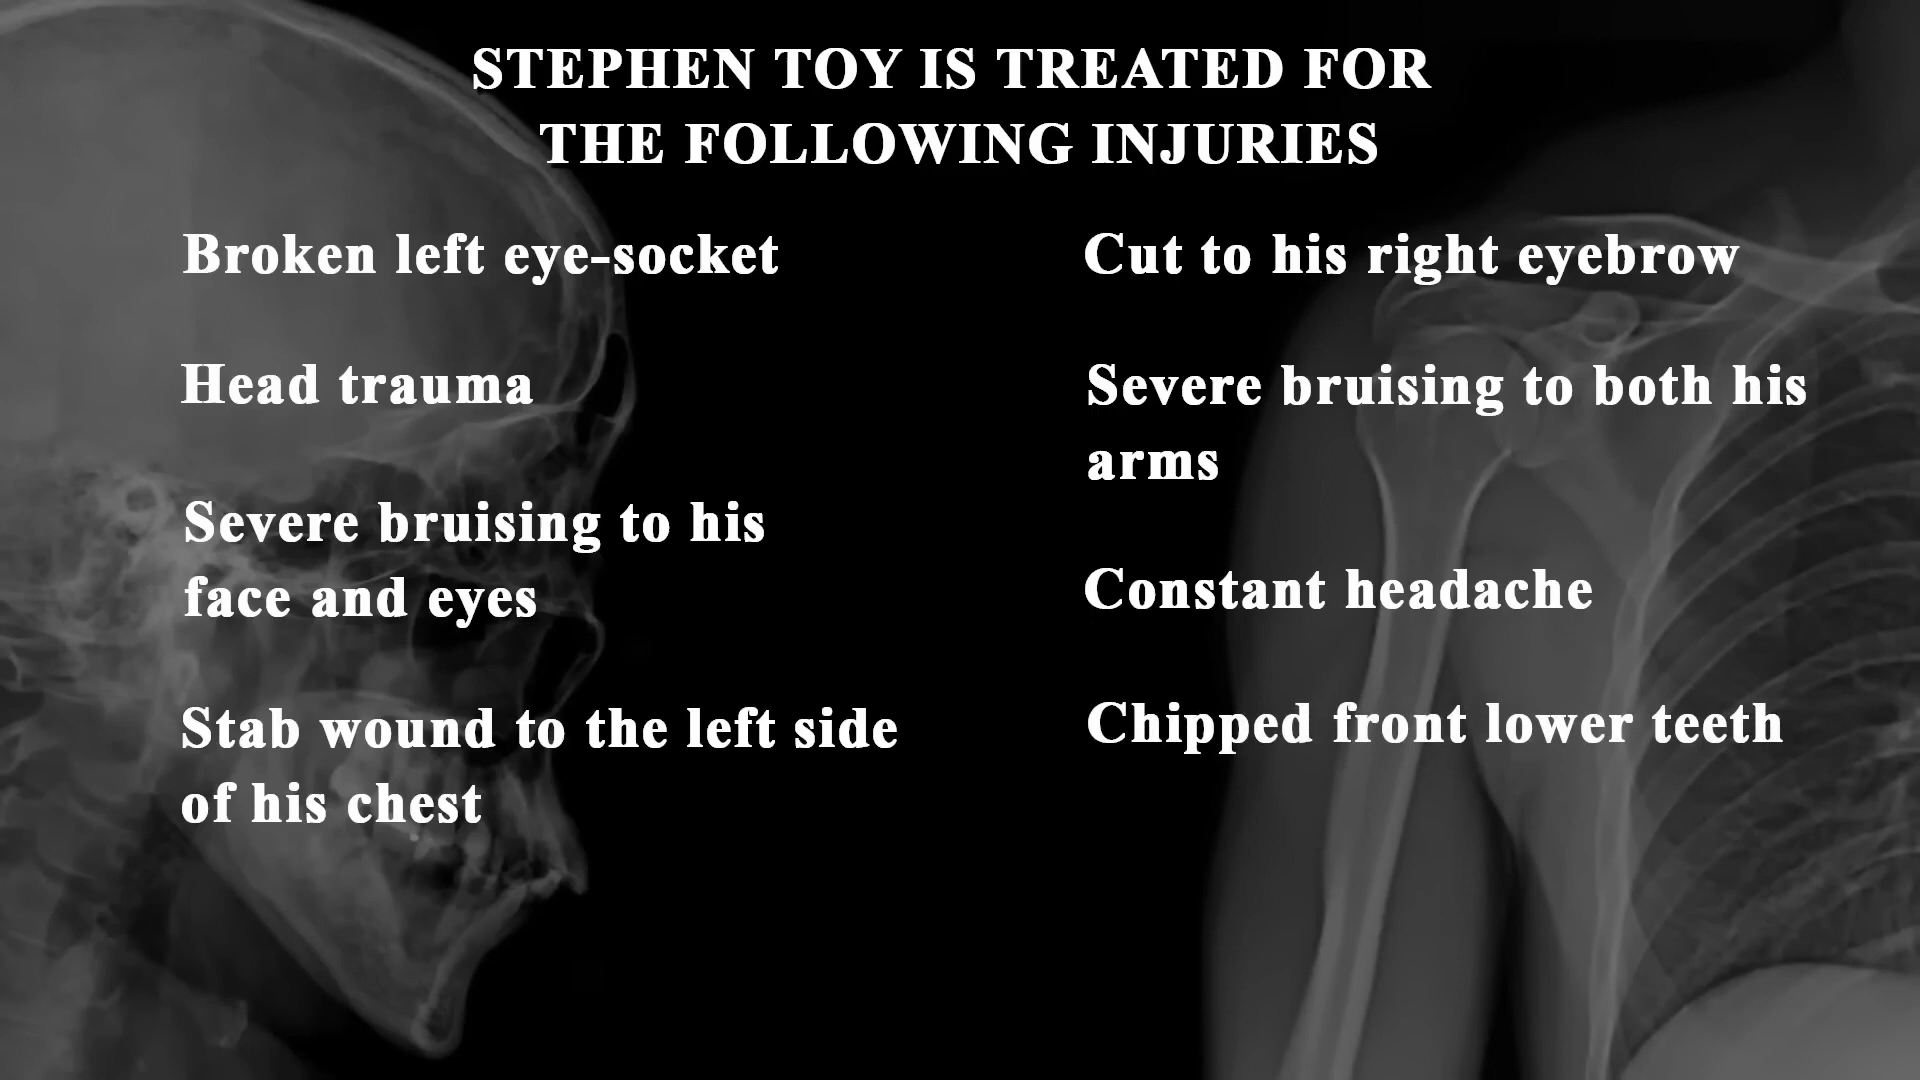 STEPHEN TOY IS TREATED FOR
THE FOLLOWING INJURIES
Broken left eye-socket
Head trauma
Severe bruising to his
face and eyes
Stab wound to the left side
of his chest
Cut to his right eyebrow
Severe bruising to both his
arms
Constant headache
Chipped front lower teeth